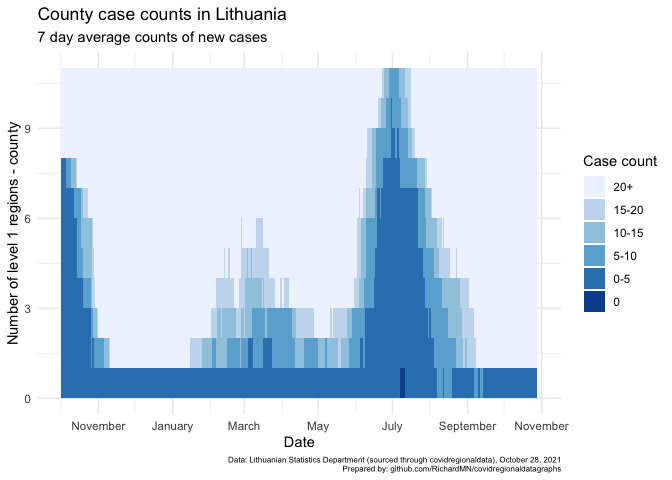 County case counts in Lithuania
7 day average counts of new cases
Number of level 1 regions - county
9
6
3
0
November
January
March
May
July
September
November
Date
Case count
20+
15-20
10-15
5-10
0-5
0
Data: Lithuanian Statistics Department (sourced through covidregionaldata), October 28, 2021
Prepared by: github.com/RichardMN/covidregionaldatagraphs